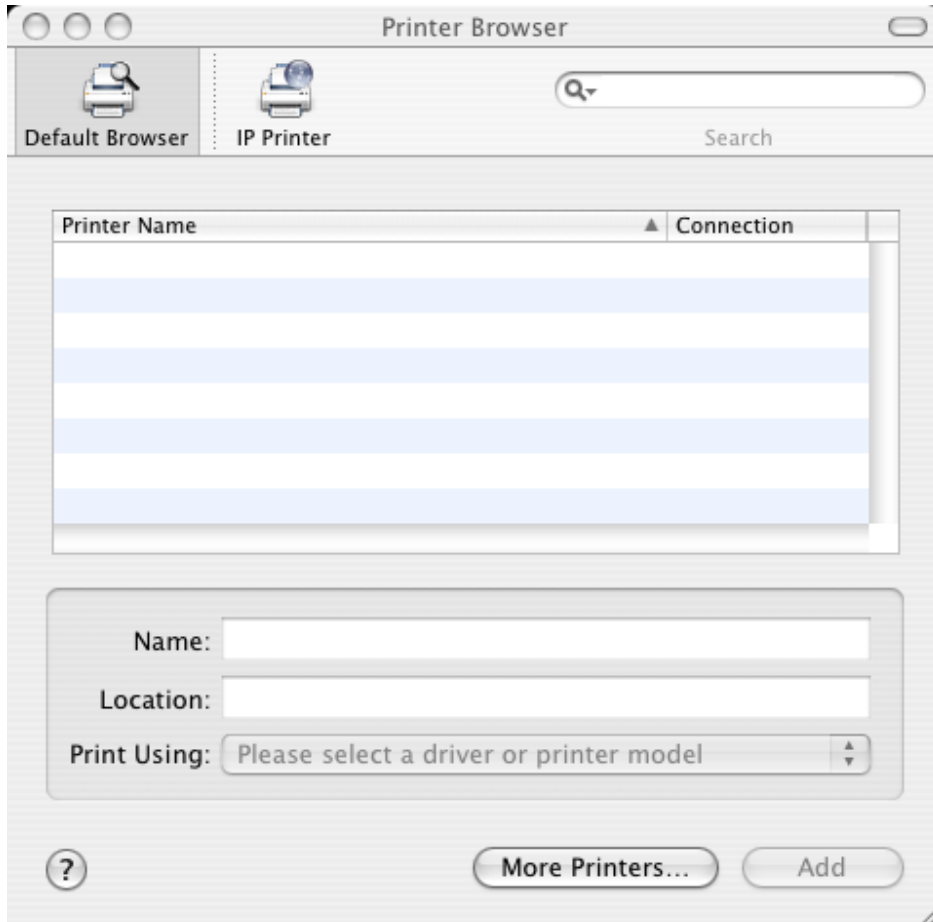 Printer Browser
Default Browser
IP Printer
Search
Printer Name
Connection
Name:
Location:
Print Using:
Please select a driver or printer model
?
More Printers...
Add